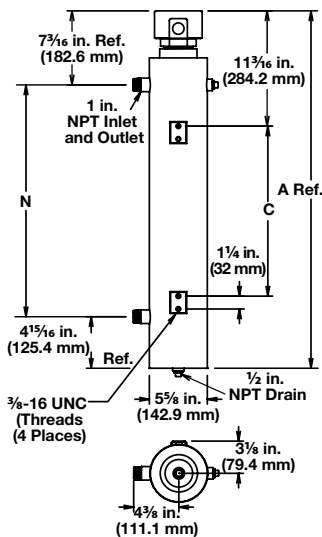 7³⁄₁₆ in. Ref.
(182.6 mm)
11³⁄₁₆ in.
(284.2 mm)
1 in.
NPT Inlet
and Outlet
A Ref.
N
C
1¹⁄₄ in.
(32 mm)
4¹⁵⁄₁₆ in.
(125.4 mm)
Ref.
³⁄₈-16 UNC
(Threads
(4 Places)
5⁵⁄₈ in.
(142.9 mm)
¹⁄₂ in.
NPT Drain
3¹⁄₈ in.
(79.4 mm)
4³⁄₈ in.
(111.1 mm)